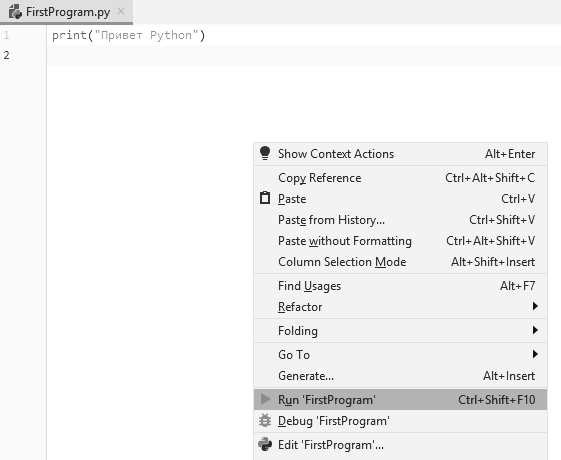 FirstProgram.py
1 print("Привет Python")
2
Show Context Actions Alt+Enter
Copy Reference Ctrl+Alt+Shift+C
Paste Ctrl+V
Paste from History... Ctrl+Shift+V
Paste without Formatting Ctrl+Alt+Shift+V
Column Selection Mode Alt+Shift+Insert
Find Usages Alt+F7
Refactor
Folding
Go To
Generate... Alt+Insert
Run 'FirstProgram' Ctrl+Shift+F10
Debug 'FirstProgram'
Edit 'FirstProgram'...